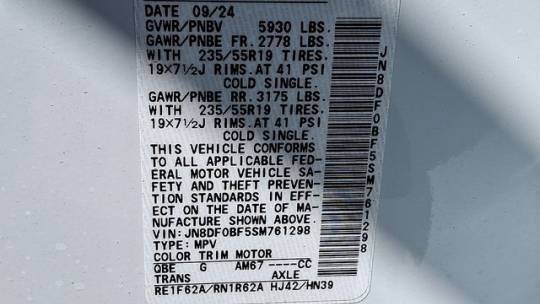 DATE 09/24
GVWR/PNBV 5930 LBS.
GAWR/PNBE FR. 2778 LBS.
WITH 235/55R19 TIRES.
19×7½J RIMS. AT 41 PSI
COLD SINGLE.
GAWR/PNBE RR. 3175 LBS.
WITH 235/55R19 TIRES.
19×7½J RIMS. AT 41 PSI
COLD SINGLE.
THIS VEHICLE CONFORMS
TO ALL APPLICABLE FED-
ERAL MOTOR VEHICLE SA-
FETY AND THEFT PREVEN-
TION STANDARDS IN EFF-
ECT ON THE DATE OF MA-
NUFACTURE SHOWN ABOVE.
VIN: JN8DF0BF5SM761298
TYPE: MPV
COLOR TRIM MOTOR
QBE G AM67 ----CC
TRANS AXLE
RE1F62A/RN1R62A HJ42/HN39
JN8DF0BF5SM761298